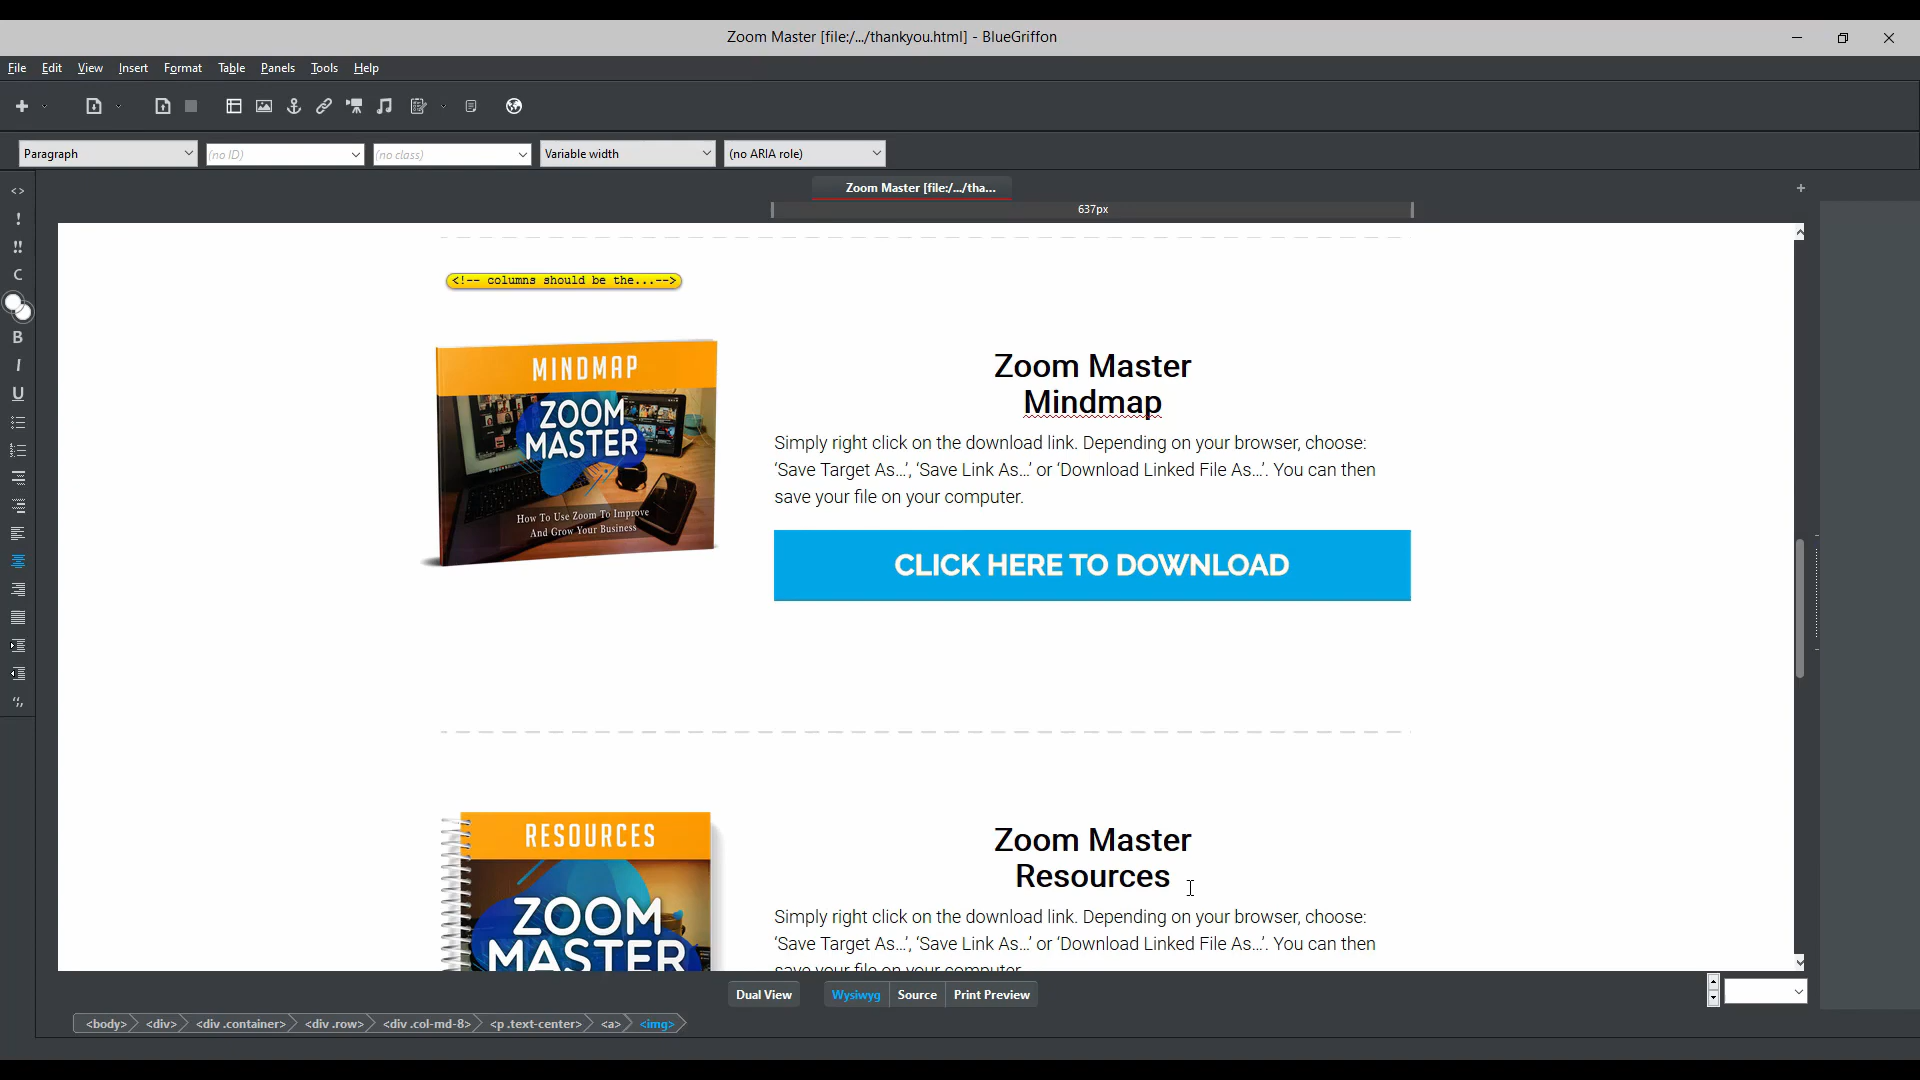 Zoom Master [file:/.../thankyou.html] - BlueGriffon
File Edit View Insert Format Table Panels Tools Help
Paragraph (no ID) (no class) Variable width (no ARIA role)
Zoom Master [file:/.../tha...
637px
<!-- columns should be the...-->
MINDMAP
ZOOM
MASTER
How To Use Zoom To Improve
And Grow Your Business
Zoom Master
Mindmap
Simply right click on the download link. Depending on your browser, choose:
‘Save Target As...’, ‘Save Link As...’ or ‘Download Linked File As...’. You can then
save your file on your computer.
CLICK HERE TO DOWNLOAD
RESOURCES
ZOOM
MASTER
Zoom Master
Resources
Simply right click on the download link. Depending on your browser, choose:
‘Save Target As...’, ‘Save Link As...’ or ‘Download Linked File As...’. You can then
save your file on your computer.
Dual View Wysiwyg Source Print Preview
<body> <div> <div .container> <div .row> <div .col-md-8> <p .text-center> <a> <img>